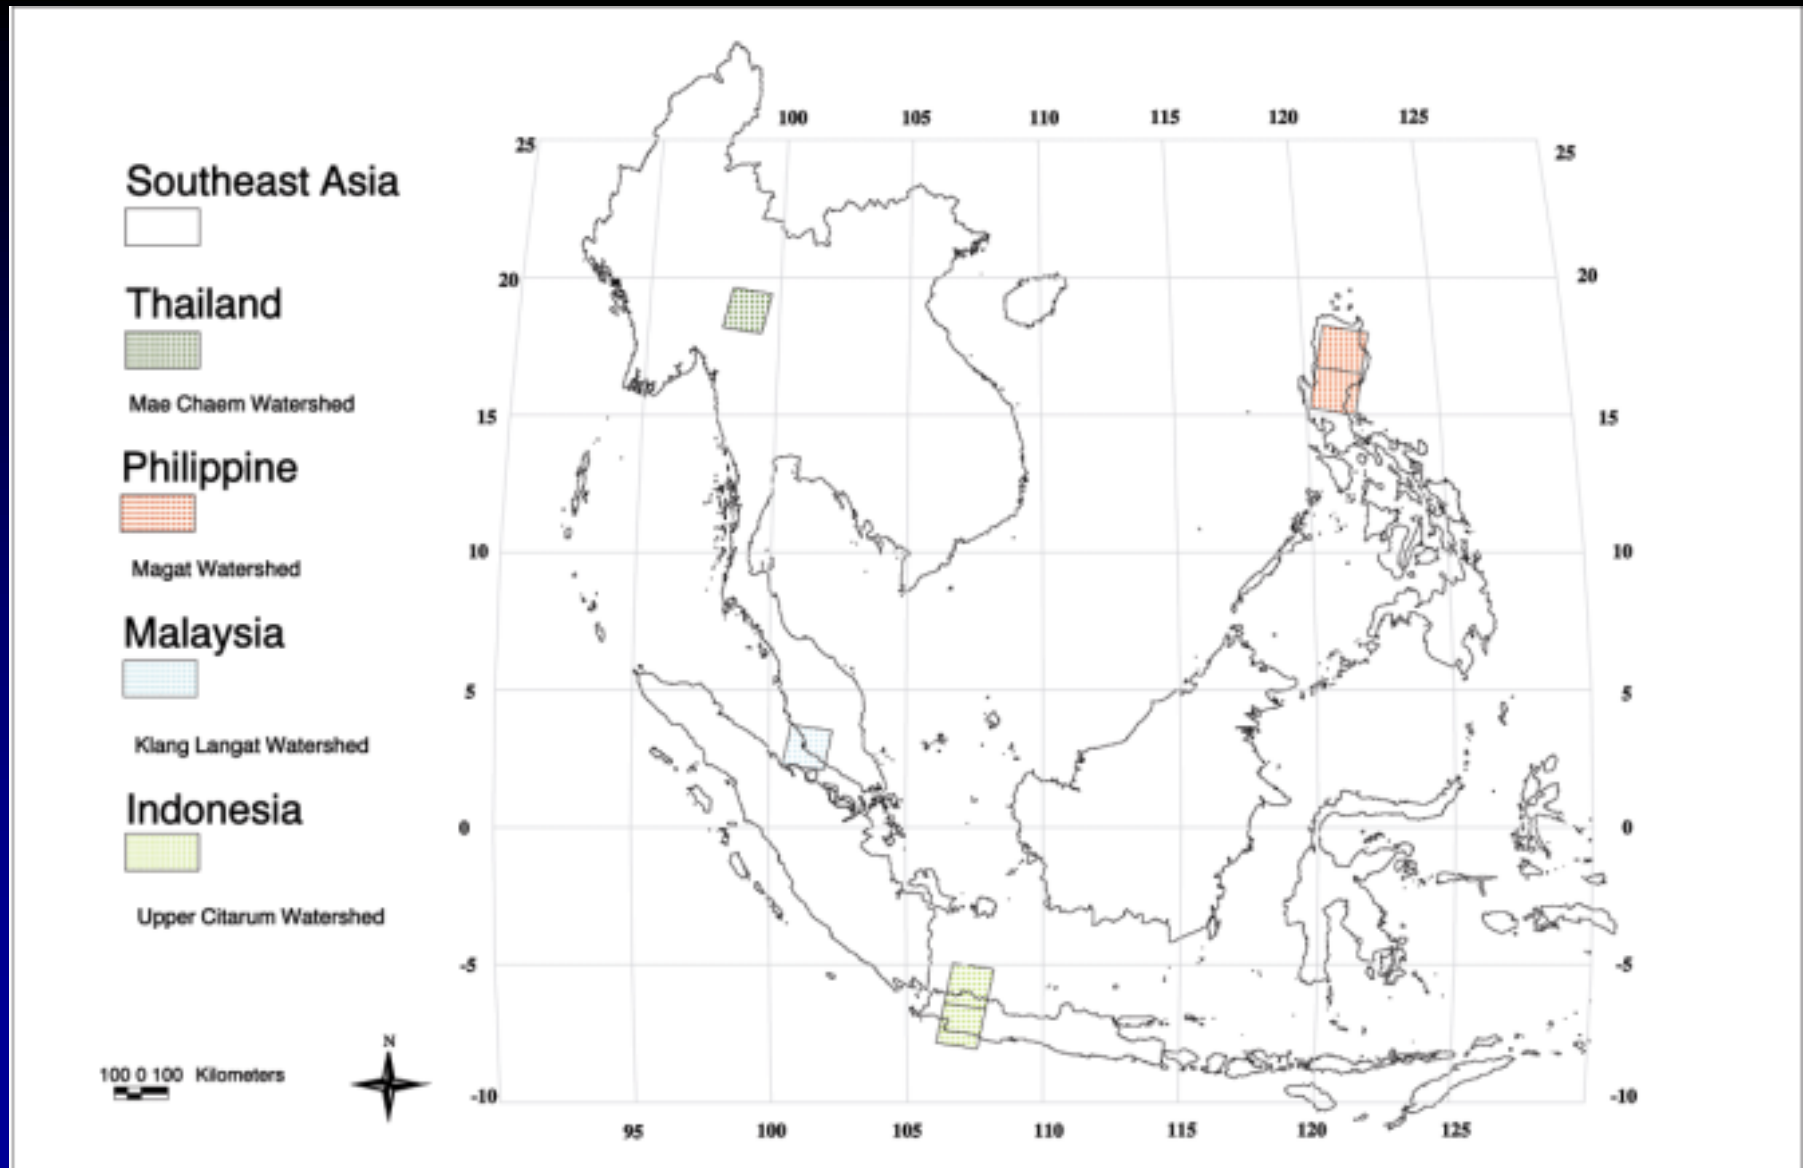 Southeast Asia
Thailand
Mae Chaem Watershed
Philippine
Magat Watershed
Malaysia
Klang Langat Watershed
Indonesia
Upper Citarum Watershed
100 0 100 Kilometers
N
100 105 110 115 120 125
25 25
20 20
15 15
10 10
5 5
0 0
-5 -5
-10 -10
95 100 105 110 115 120 125